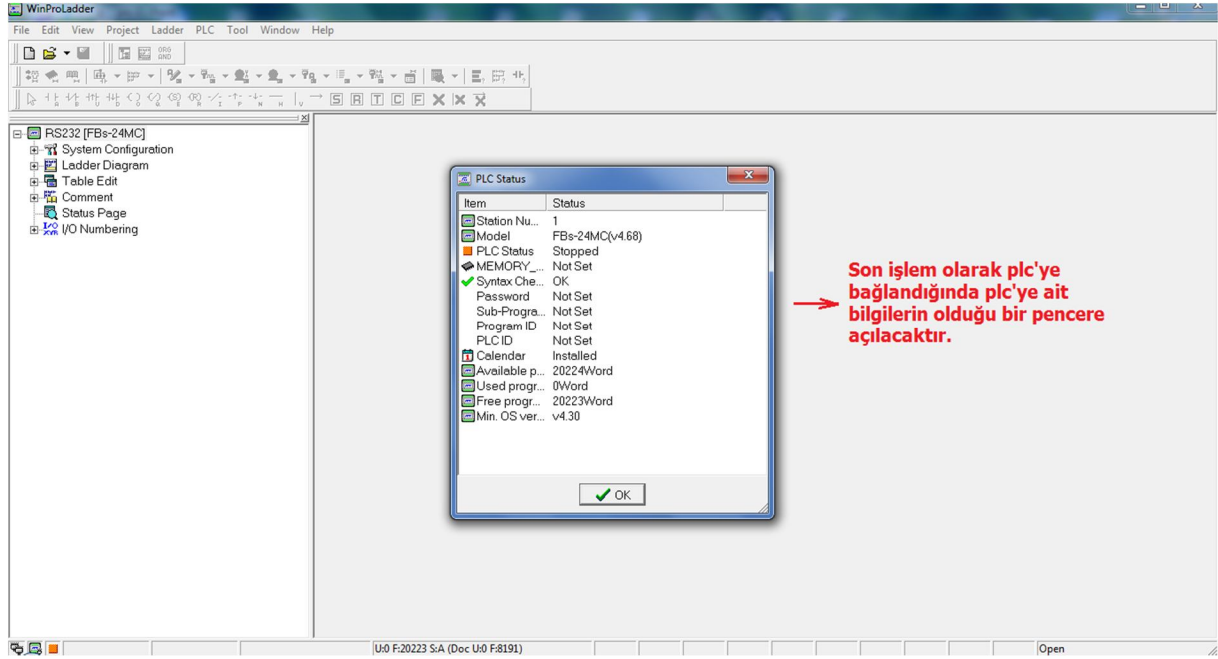 WinProLadder
File Edit View Project Ladder PLC Tool Window Help
ORG
AND
S R T C F
RS232 [FBs-24MC]
System Configuration
Ladder Diagram
Table Edit
Comment
Status Page
I/O Numbering
PLC Status
Item Status
Station Nu... 1
Model FBs-24MC(v4.68)
PLC Status Stopped
MEMORY_... Not Set
Syntax Che... OK
Password Not Set
Sub-Progra... Not Set
Program ID Not Set
PLC ID Not Set
Calendar Installed
Available p... 20224Word
Used progr... 0Word
Free progr... 20223Word
Min. OS ver... v4.30
OK
Son işlem olarak plc'ye
bağlandığında plc'ye ait
bilgilerin olduğu bir pencere
açılacaktır.
U:0 F:20223 S:A (Doc U:0 F:8191)
Open